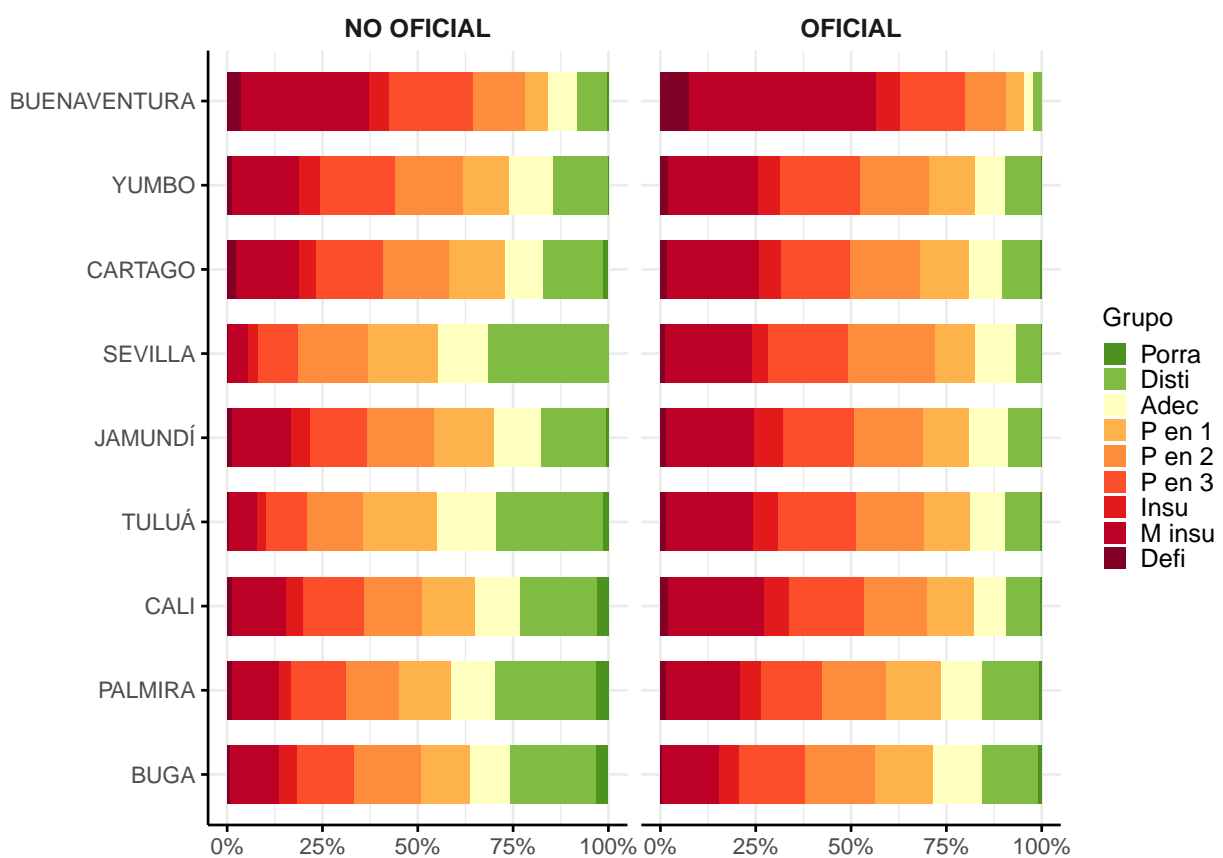 NO OFICIAL
OFICIAL
BUENAVENTURA
YUMBO
CARTAGO
SEVILLA
JAMUNDÍ
TULUÁ
CALI
PALMIRA
BUGA
0% 25% 50% 75% 100% 0% 25% 50% 75% 100%
Grupo
Porra
Disti
Adec
P en 1
P en 2
P en 3
Insu
M insu
Defi